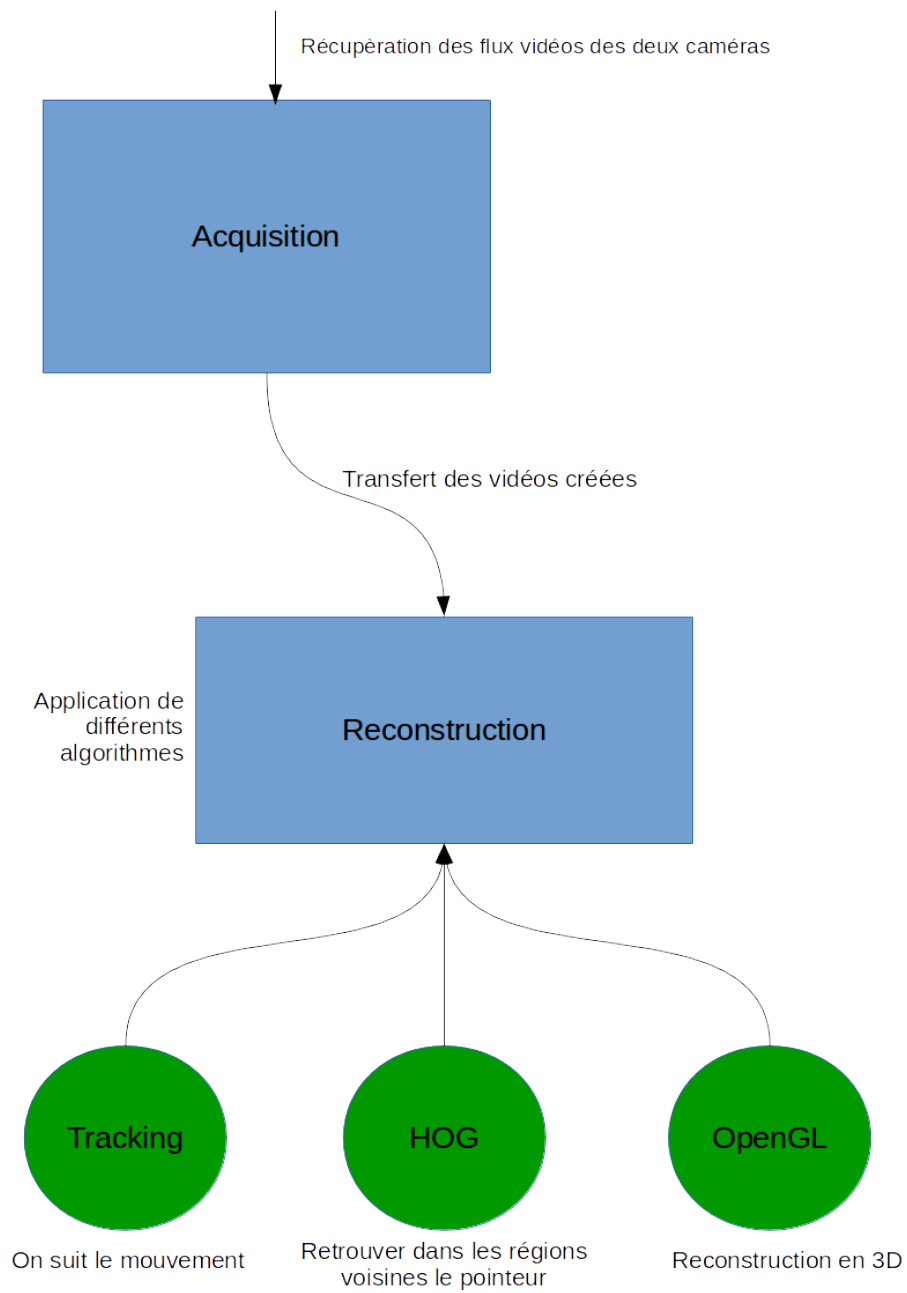 Récupèration des flux vidéos des deux caméras
Acquisition
Transfert des vidéos créées
Application de
différents
algorithmes
Reconstruction
Tracking
HOG
OpenGL
On suit le mouvement
Retrouver dans les régions
voisines le pointeur
Reconstruction en 3D